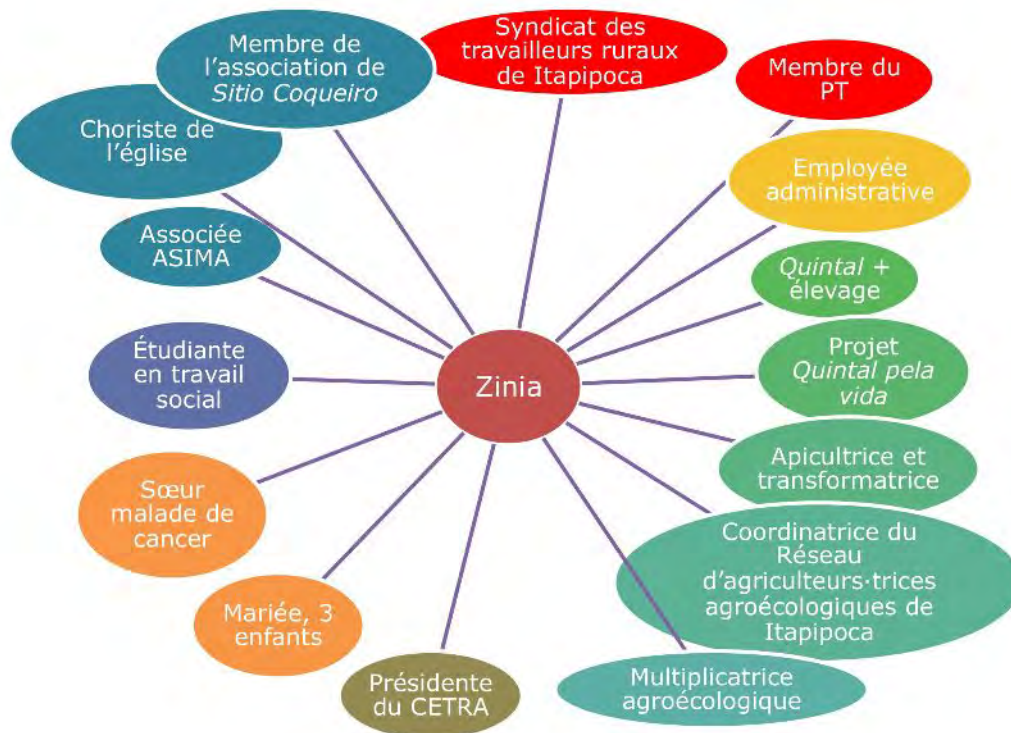 Syndicat des
travailleurs ruraux
de Itapipoca
Membre du
PT
Employée
administrative
Quintal +
élevage
Projet
Quintal pela
vida
Apicultrice et
transformatrice
Coordinatrice du
Réseau
d'agriculteurs·trices
agroécologiques de
Itapipoca
Multiplicatrice
agroécologique
Présidente
du CETRA
Mariée, 3
enfants
Sœur
malade de
cancer
Étudiante
en travail
social
Associée
ASIMA
Choriste de
l'église
Membre de
l'association de
Sitio Coqueiro
Zinia